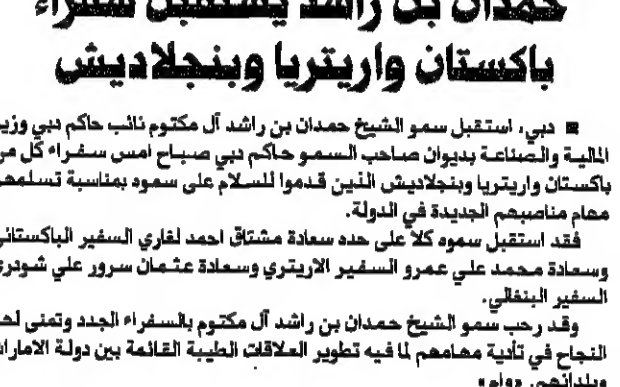 حمدان بن راشد يستقبل سفراء
باكستان واريتريا وبنجلاديش
■ دبي، استقبل سمو الشيخ حمدان بن راشد آل مكتوم نائب حاكم دبي وزير
المالية والصناعة بديوان صاحب السمو حاكم دبي صباح امس سفراء كل من
باكستان واريتريا وبنجلاديش الذين قدموا للسلام على سموه بمناسبة تسلمهم
مهام مناصبهم الجديدة في الدولة.
فقد استقبل سموه كلاً على حده سعادة مشتاق احمد لغاري السفير الباكستاني
وسعادة محمد علي عمرو السفير الاريتري وسعادة عثمان سرور علي شودري
السفير البنغالي.
وقد رحب سمو الشيخ حمدان بن راشد آل مكتوم بالسفراء الجدد وتمنى لهم
النجاح في تأدية مهامهم لما فيه تطوير العلاقات الطيبة القائمة بين دولة الامارات
وبلدانهم. «وام»